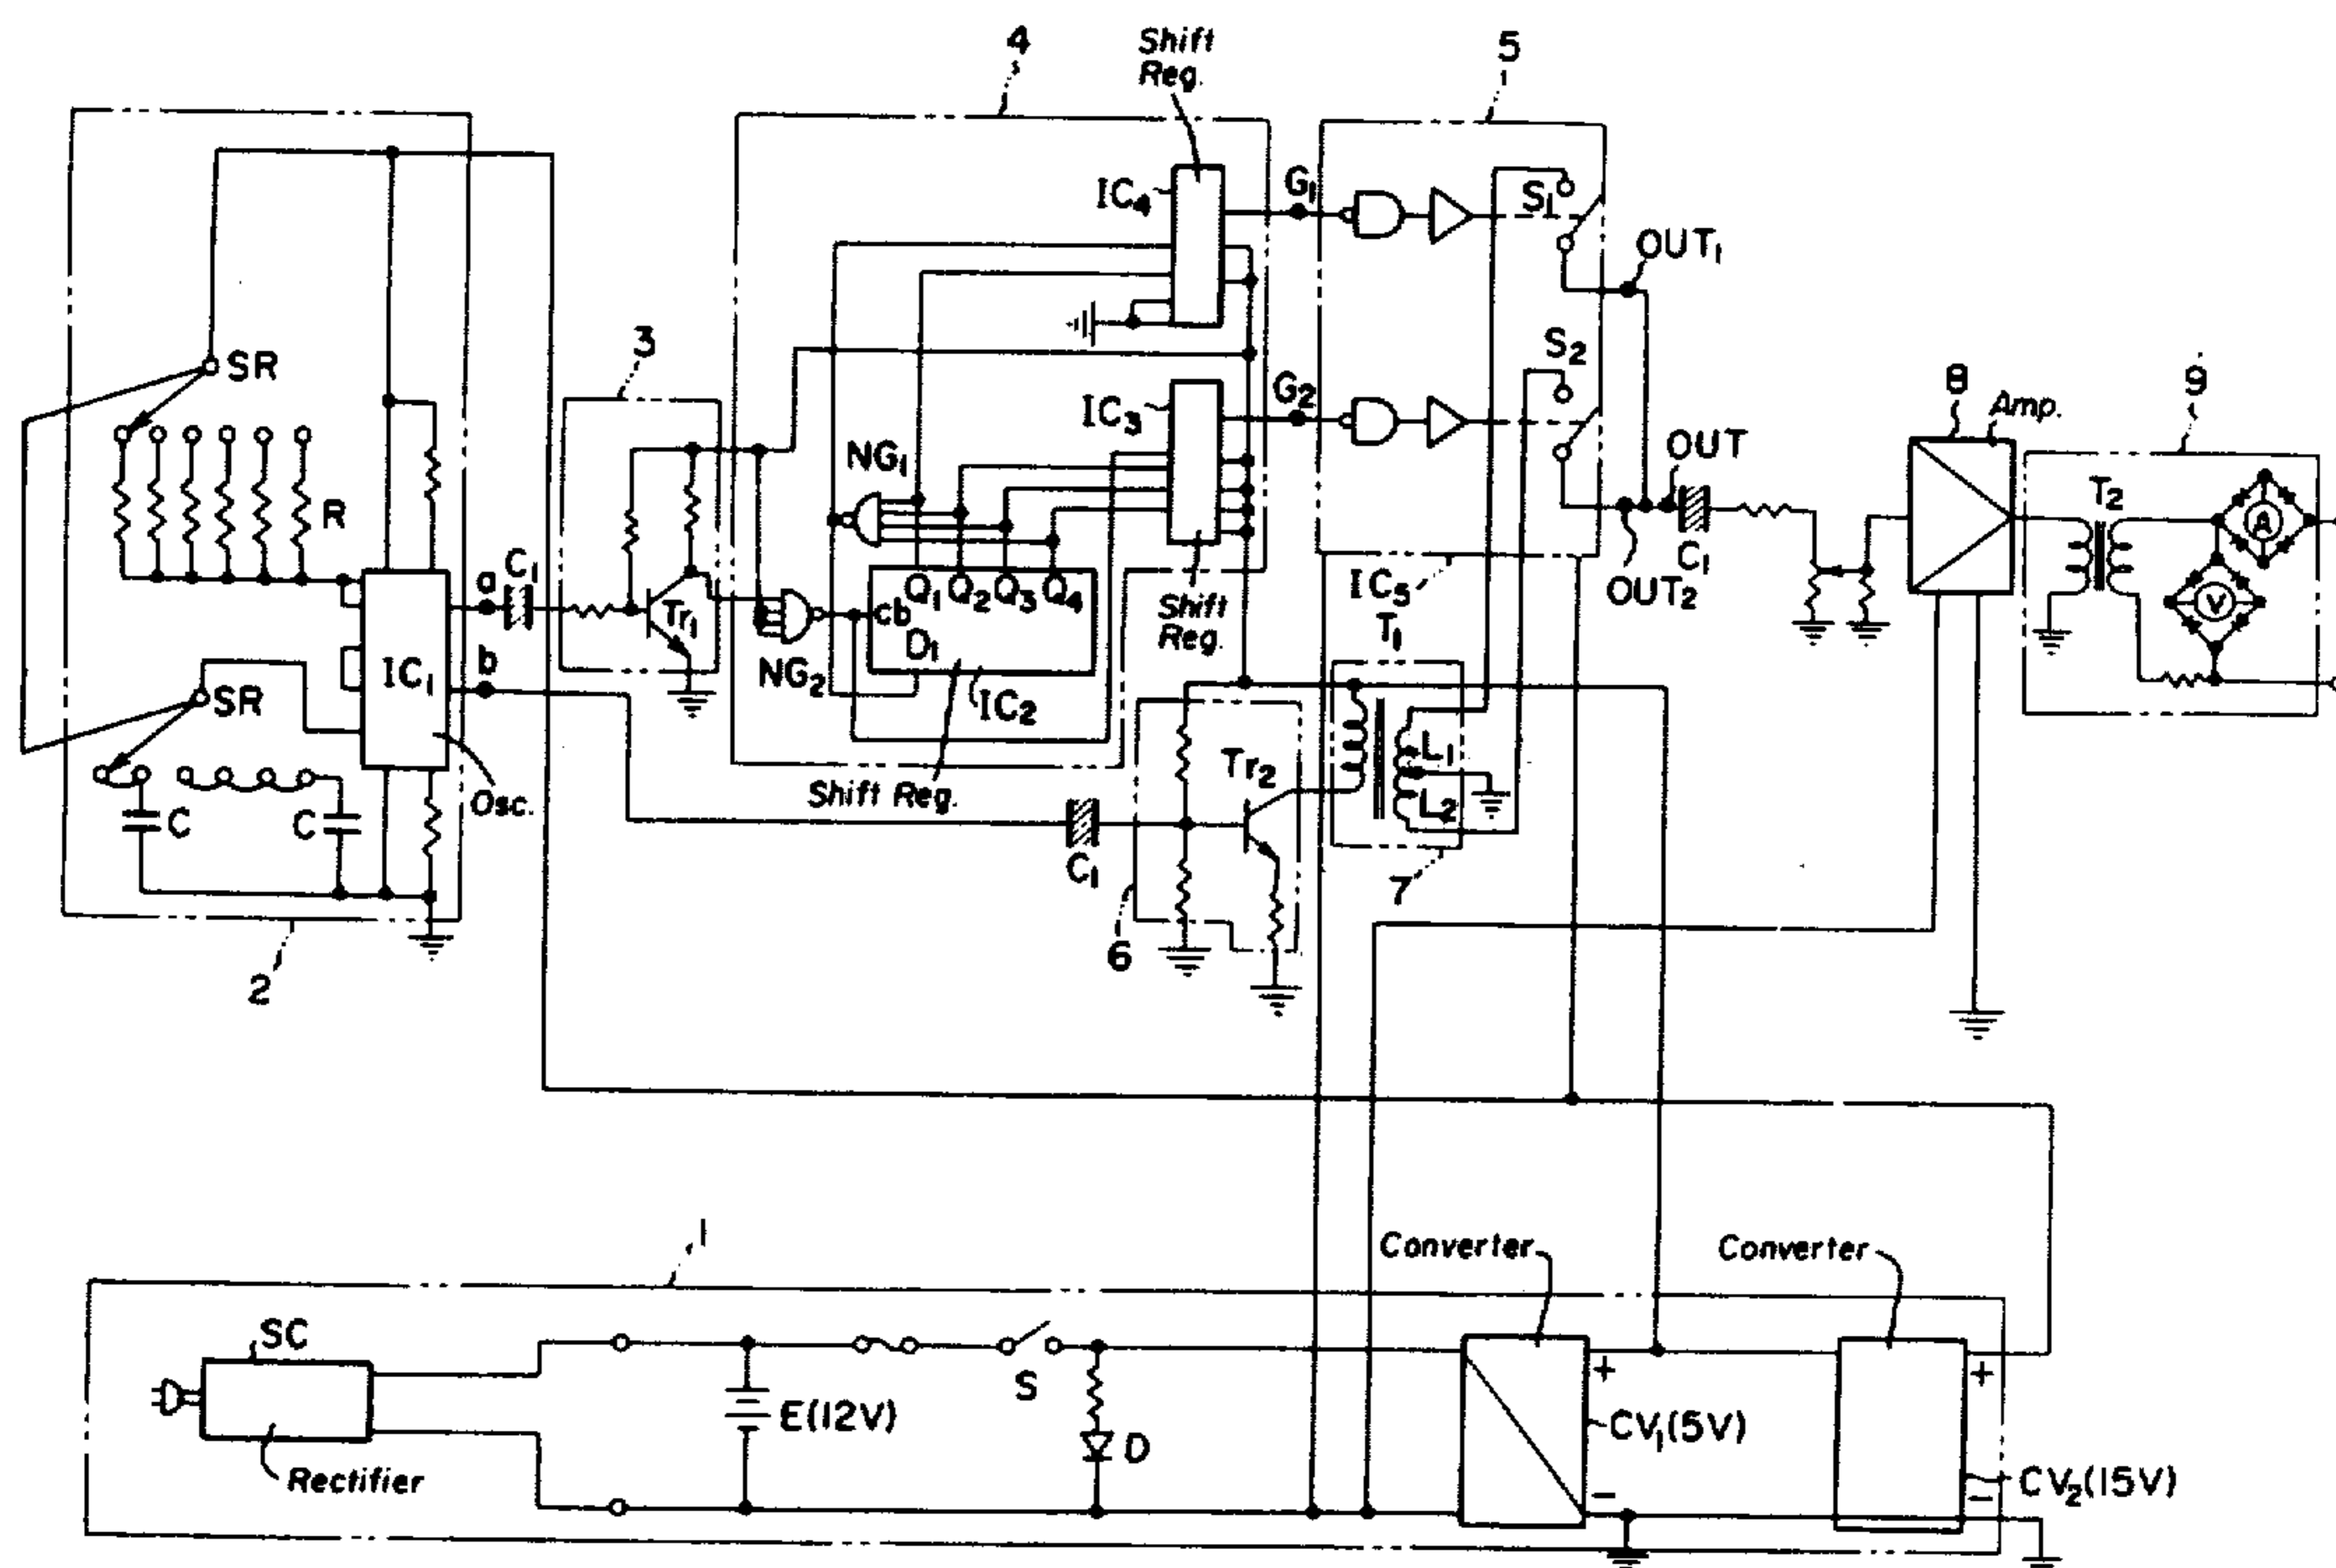 4
Shift
Reg.
5
IC4
G1
S1
OUT1
3
SR
S2
8
Amp.
9
IC3
G2
NG1
OUT
T2
R
A
a
C1
Q1 Q2 Q3 Q4
Tr1
cb
D1
Shift
Reg.
IC5
OUT2
C1
V
b
IC1
NG2
IC2
T1
SR
Tr2
L1
L2
Osc.
Shift Reg.
C
C
C1
7
6
2
1
Converter
Converter
SC
S
+
+
E(12V)
D
CV1(5V)
Rectifier
−
−
CV2(15V)